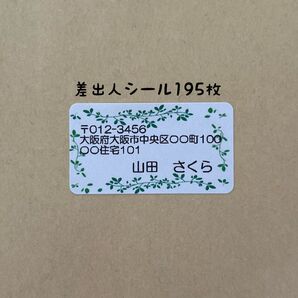 差出人シール195枚
〒012-3456
大阪府大阪市中央区〇〇町100
〇〇住宅101
山田　さくら